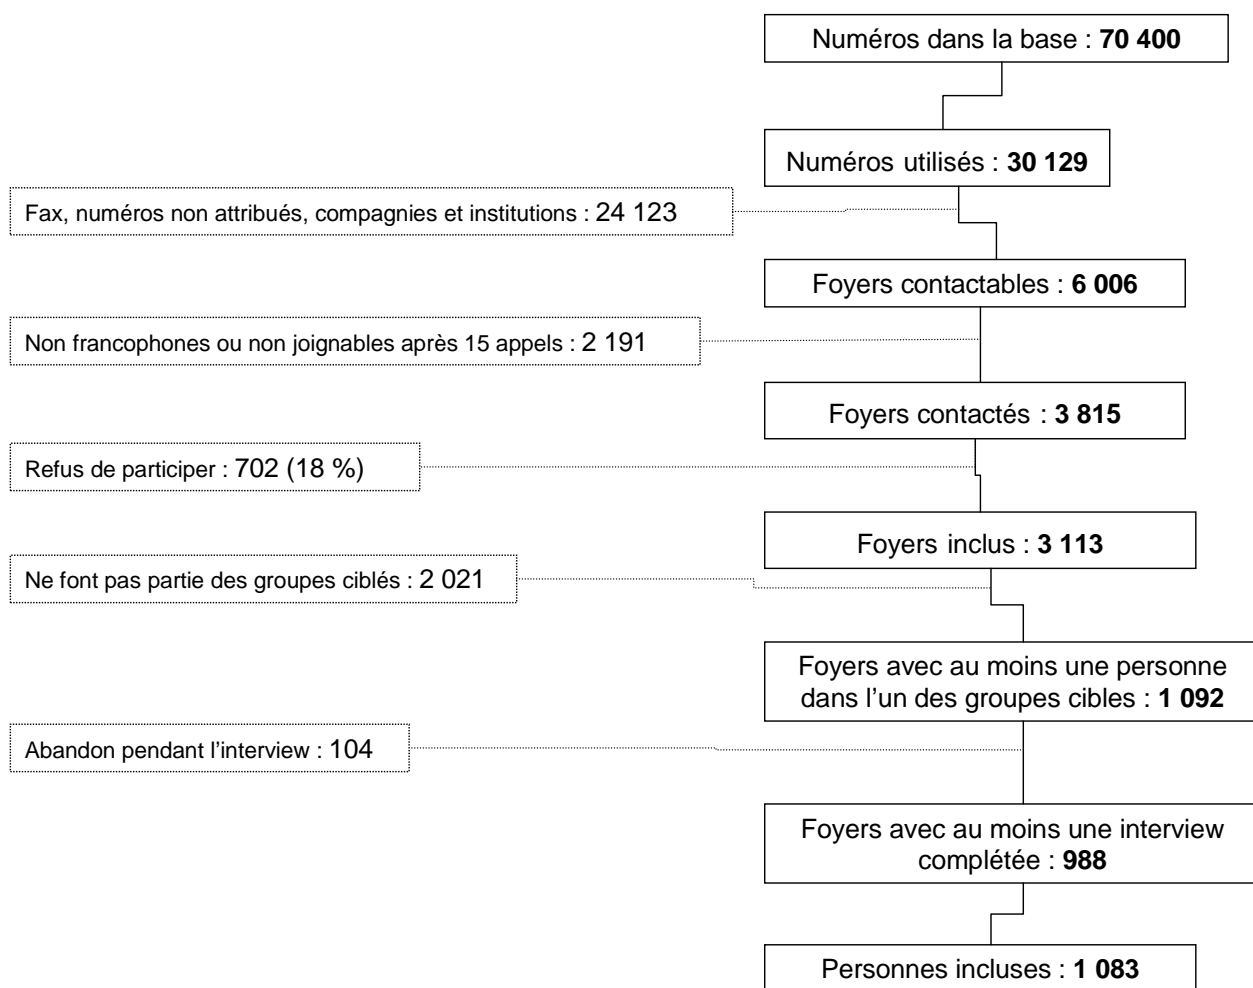 Numéros dans la base : 70 400
Numéros utilisés : 30 129
Fax, numéros non attribués, compagnies et institutions : 24 123
Foyers contactables : 6 006
Non francophones ou non joignables après 15 appels : 2 191
Foyers contactés : 3 815
Refus de participer : 702 (18 %)
Foyers inclus : 3 113
Ne font pas partie des groupes ciblés : 2 021
Foyers avec au moins une personne
dans l’un des groupes cibles : 1 092
Abandon pendant l’interview : 104
Foyers avec au moins une interview
complétée : 988
Personnes incluses : 1 083